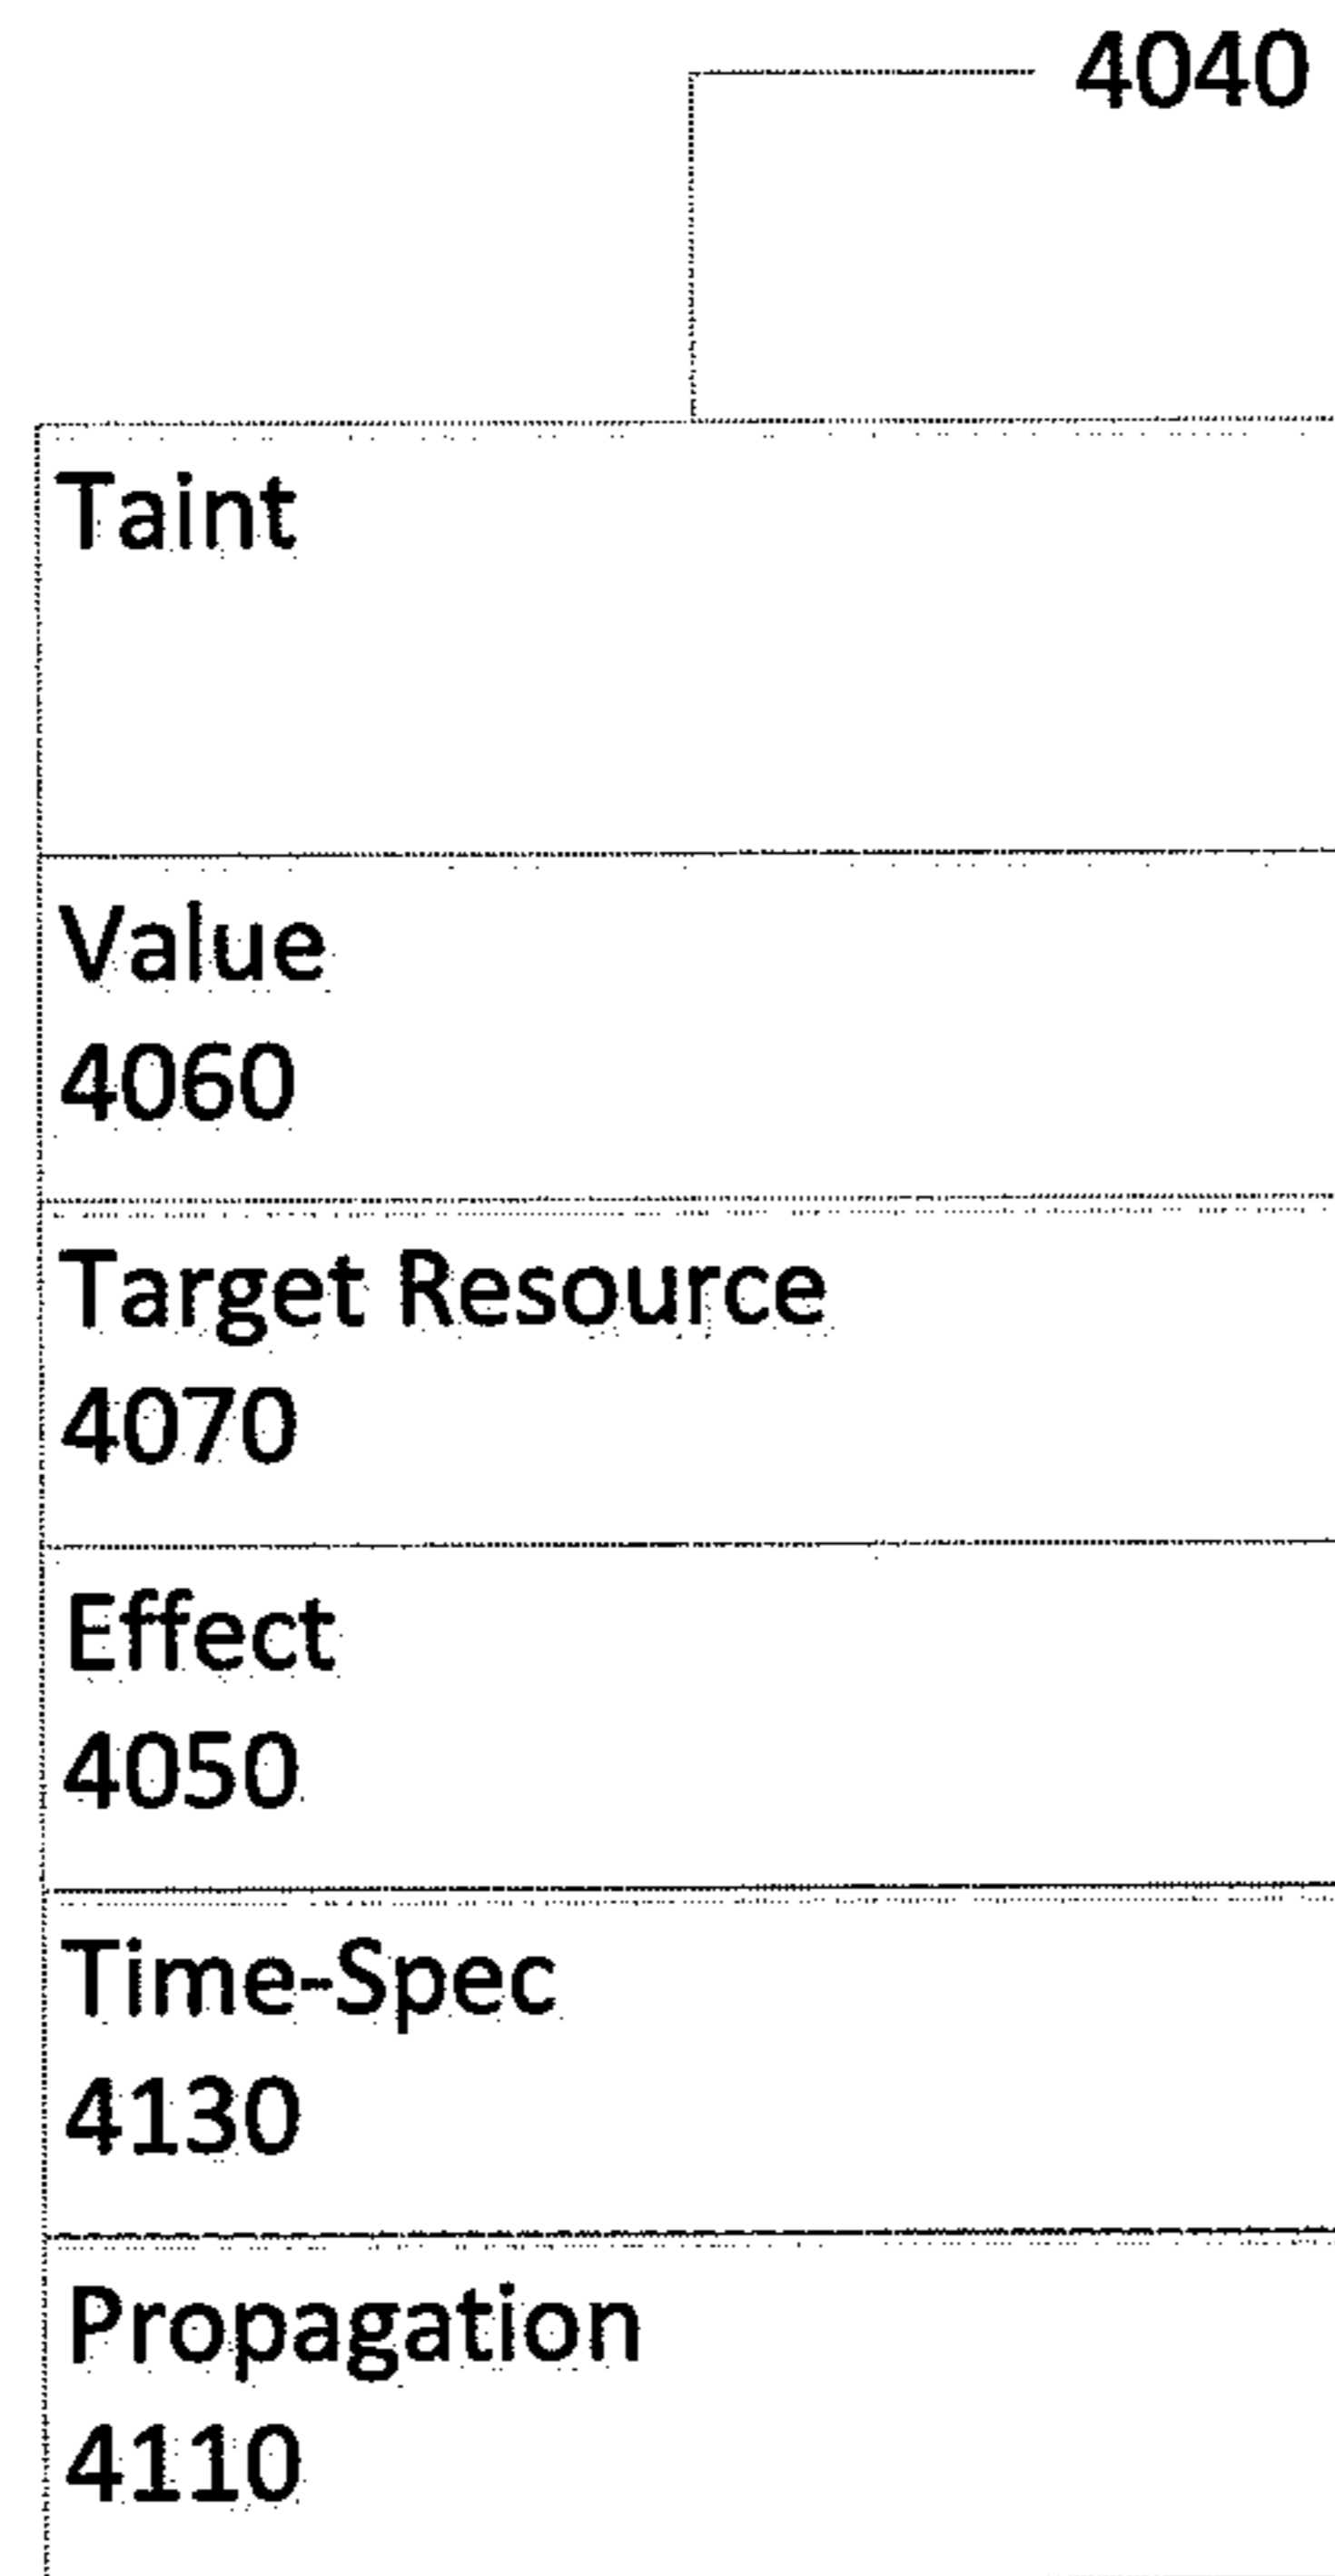 4040
Taint
Value
4060
Target Resource
4070
Effect
4050
Time-Spec
4130
Propagation
4110